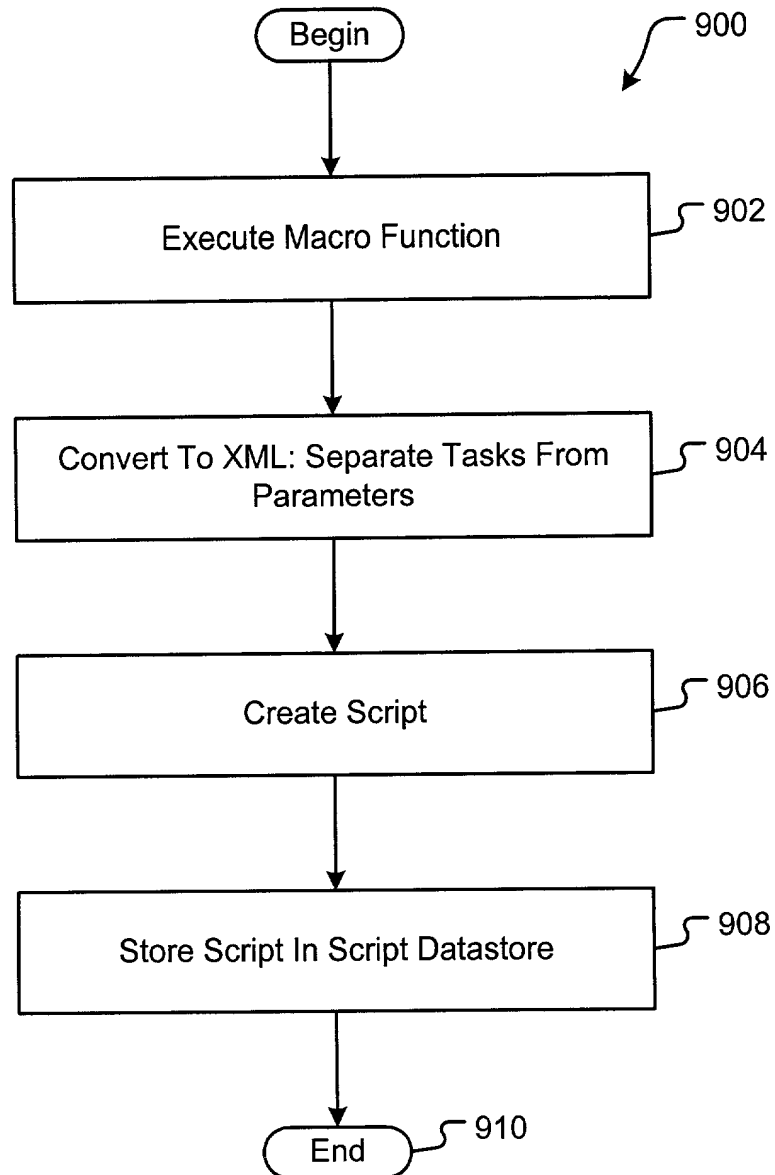 Begin
900
Execute Macro Function
902
Convert To XML: Separate Tasks From
Parameters
904
Create Script
906
Store Script In Script Datastore
908
End
910